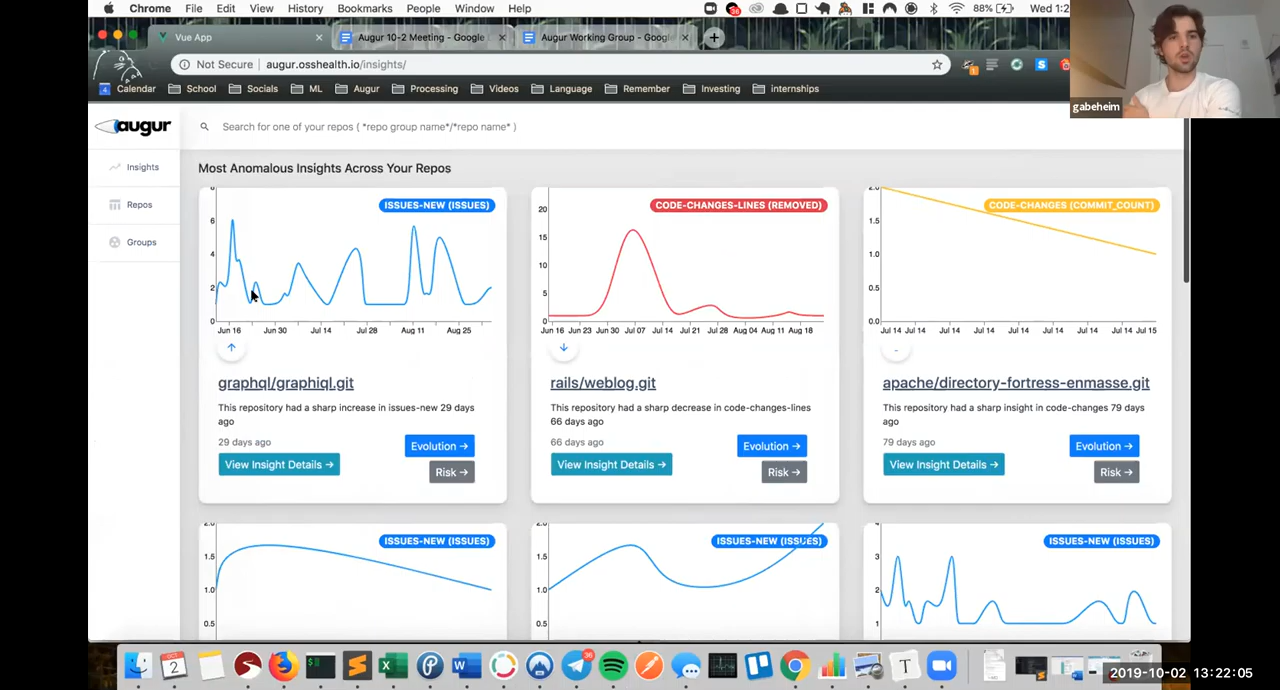 Chrome File Edit View History Bookmarks People Window Help 88% Wed 1:2
Vue App Augur 10-2 Meeting - Google Augur Working Group - Goog
Not Secure augur.osshealth.io/insights/
Calendar School Socials ML Augur Processing Videos Language Remember Investing internships
gabeheim
augur
Search for one of your repos ( *repo group name*/*repo name* )
Insights
Repos
Groups
Most Anomalous Insights Across Your Repos
ISSUES-NEW (ISSUES)
6
4
2
0
Jun 16 Jun 30 Jul 14 Jul 28 Aug 11 Aug 25
graphql/graphiql.git
This repository had a sharp increase in issues-new 29 days
ago
29 days ago
Evolution →
View Insight Details →
Risk →
CODE-CHANGES-LINES (REMOVED)
20
15
10
5
0
Jun 16 Jun 23 Jun 30 Jul 07 Jul 14 Jul 21 Jul 28 Aug 04 Aug 11 Aug 18
rails/weblog.git
This repository had a sharp decrease in code-changes-lines
66 days ago
66 days ago
Evolution →
View Insight Details →
Risk →
CODE-CHANGES (COMMIT_COUNT)
2.0
1.5
1.0
0.5
0.0
Jul 14 Jul 14 Jul 14 Jul 14 Jul 14 Jul 14 Jul 15
apache/directory-fortress-enmasse.git
This repository had a sharp insight in code-changes 79 days
ago
79 days ago
Evolution →
View Insight Details →
Risk →
ISSUES-NEW (ISSUES)
2.0
1.5
1.0
0.5
ISSUES-NEW (ISSUES)
2.0
1.5
1.0
0.5
ISSUES-NEW (ISSUES)
4
3
2
1
2019-10-02 13:22:05